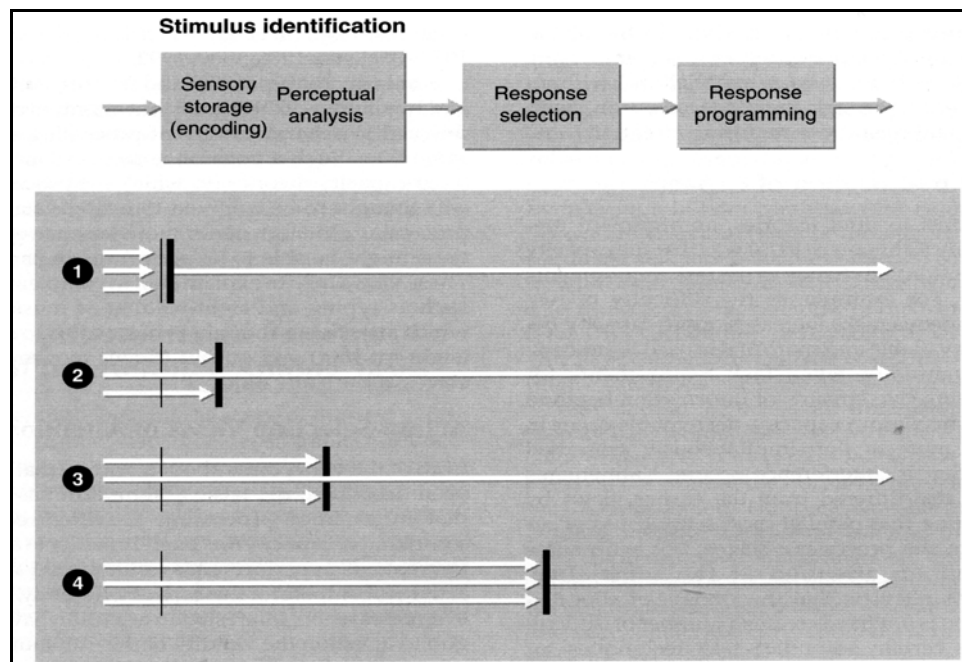 Stimulus identification
Sensory
storage
(encoding)
Perceptual
analysis
Response
selection
Response
programming
1
2
3
4